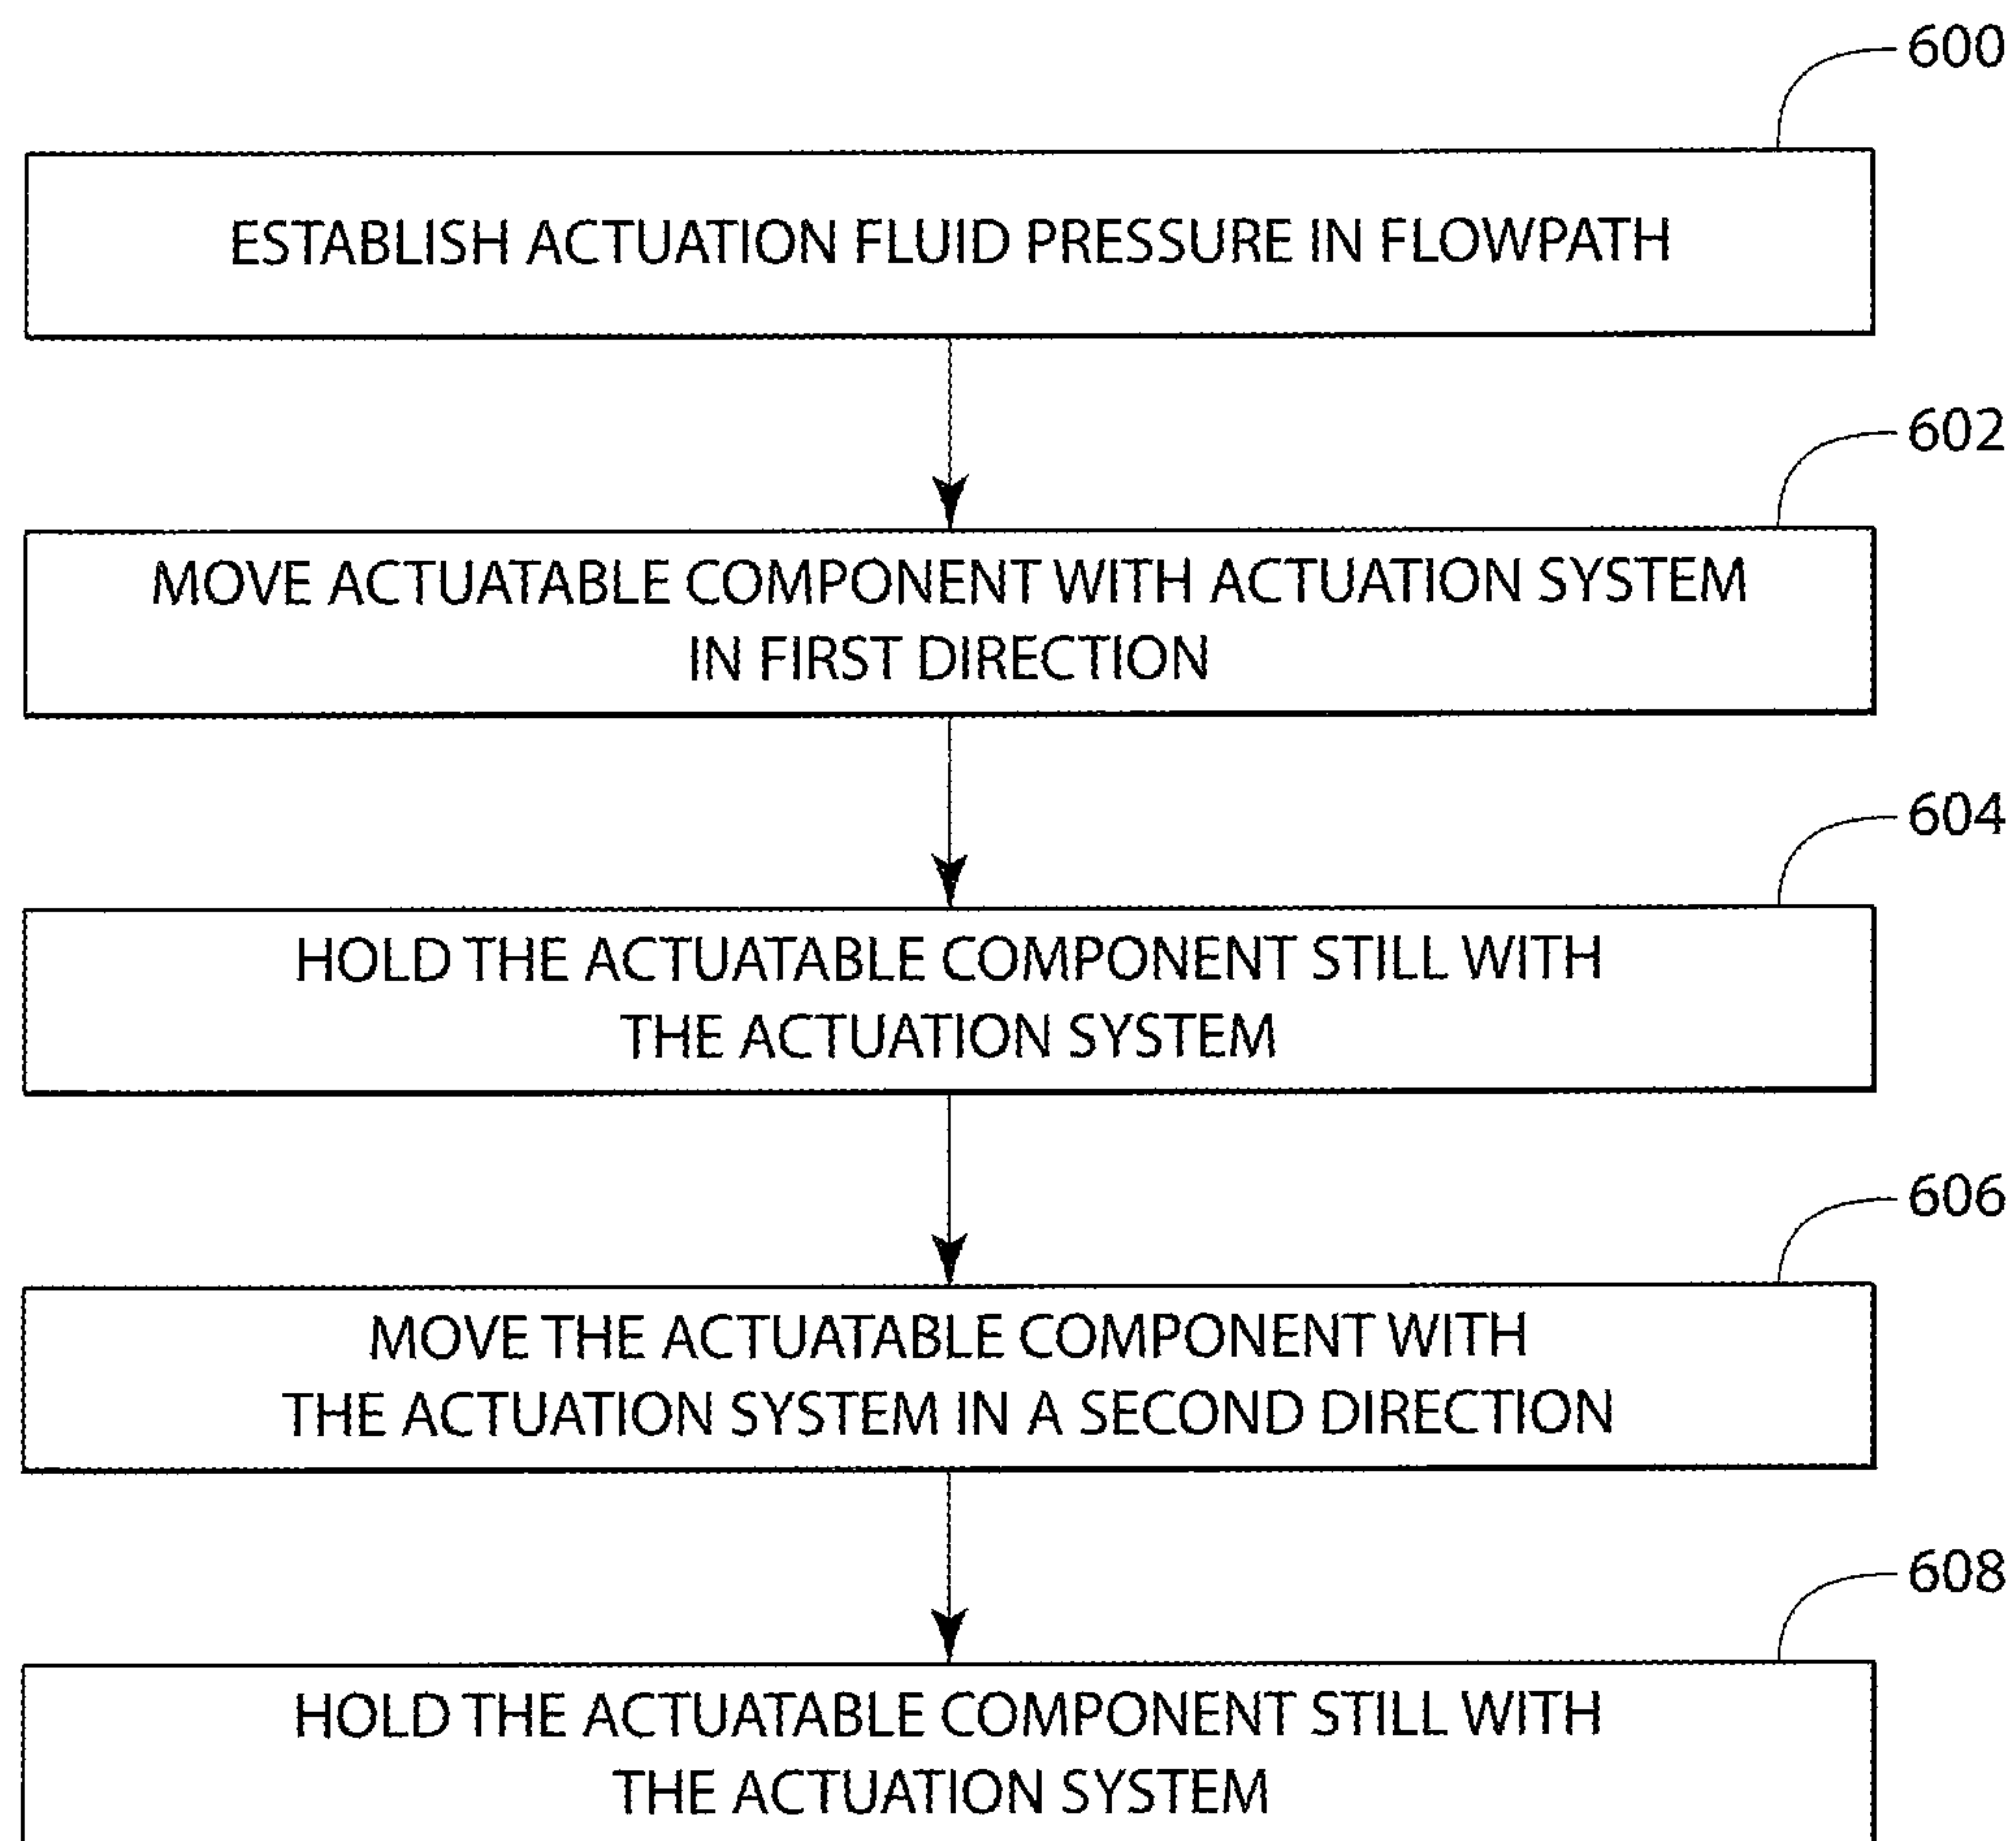 600
ESTABLISH ACTUATION FLUID PRESSURE IN FLOWPATH
602
MOVE ACTUATABLE COMPONENT WITH ACTUATION SYSTEM
IN FIRST DIRECTION
604
HOLD THE ACTUATABLE COMPONENT STILL WITH
THE ACTUATION SYSTEM
606
MOVE THE ACTUATABLE COMPONENT WITH
THE ACTUATION SYSTEM IN A SECOND DIRECTION
608
HOLD THE ACTUATABLE COMPONENT STILL WITH
THE ACTUATION SYSTEM